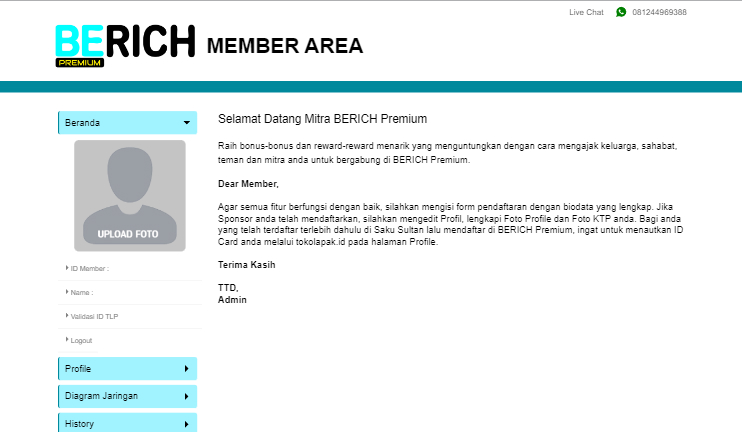 Live Chat 081244969388
BERICH MEMBER AREA
PREMIUM
Beranda
UPLOAD FOTO
ID Member :
Name :
Validasi ID TLP
Logout
Profile
Diagram Jaringan
History
Selamat Datang Mitra BERICH Premium
Raih bonus-bonus dan reward-reward menarik yang menguntungkan dengan cara mengajak keluarga, sahabat,
teman dan mitra anda untuk bergabung di BERICH Premium.
Dear Member,
Agar semua fitur berfungsi dengan baik, silahkan mengisi form pendaftaran dengan biodata yang lengkap. Jika
Sponsor anda telah mendaftarkan, silahkan mengedit Profil, lengkapi Foto Profile dan Foto KTP anda. Bagi anda
yang telah terdaftar terlebih dahulu di Saku Sultan lalu mendaftar di BERICH Premium, ingat untuk menautkan ID
Card anda melalui tokolapak.id pada halaman Profile.
Terima Kasih
TTD,
Admin